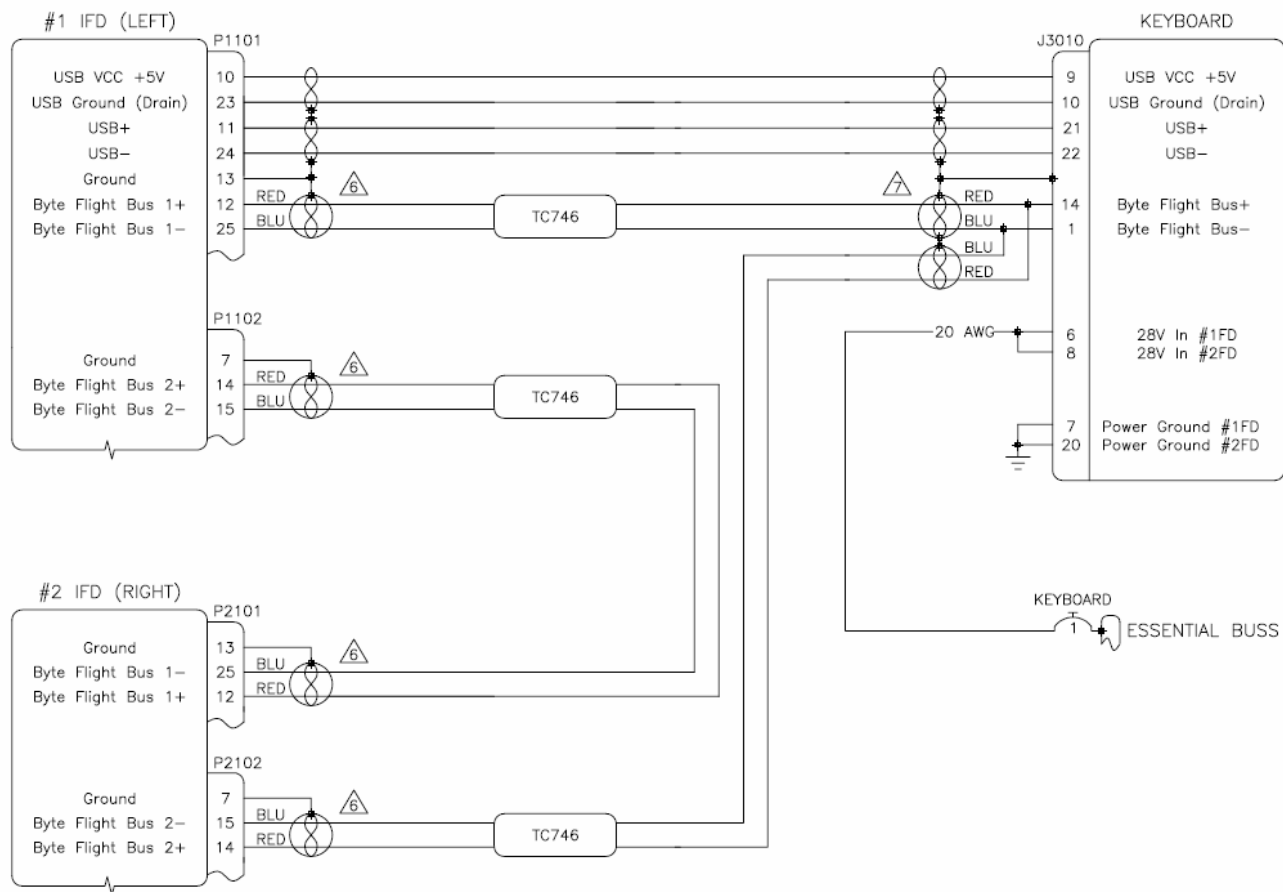 #1 IFD (LEFT)
KEYBOARD
P1101
J3010
USB VCC +5V 10 9 USB VCC +5V
USB Ground (Drain) 23 10 USB Ground (Drain)
USB+ 11 21 USB+
USB- 24 22 USB-
Ground 13
6
7
Byte Flight Bus 1+ 12 RED TC746 RED 14 Byte Flight Bus+
Byte Flight Bus 1- 25 BLU BLU 1 Byte Flight Bus-
BLU
RED
P1102
20 AWG 6 28V In #1FD
8 28V In #2FD
Ground 7
6
Byte Flight Bus 2+ 14 RED TC746
Byte Flight Bus 2- 15 BLU
7 Power Ground #1FD
20 Power Ground #2FD
#2 IFD (RIGHT)
P2101
KEYBOARD
1 ESSENTIAL BUSS
Ground 13
6
Byte Flight Bus 1- 25 BLU
Byte Flight Bus 1+ 12 RED
P2102
Ground 7
6
Byte Flight Bus 2- 15 BLU TC746
Byte Flight Bus 2+ 14 RED